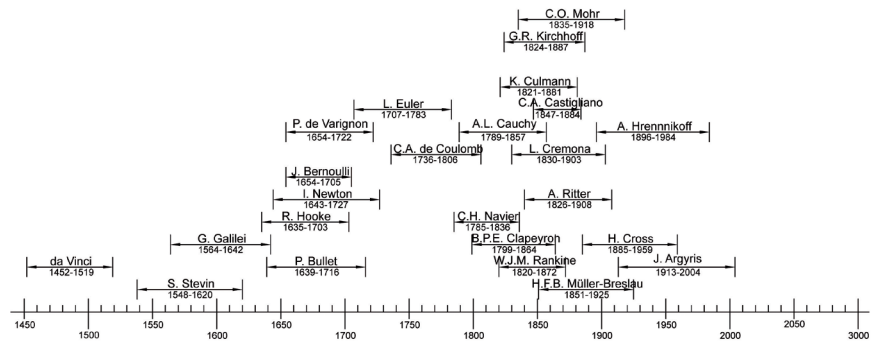 C.O. Mohr
1835-1918
G.R. Kirchhoff
1824-1887
K. Culmann
1821-1881
L. Euler
1707-1783
C.A. Castigliano
1847-1884
P. de Varignon
1654-1722
A.L. Cauchy
1789-1857
A. Hrennnikoff
1896-1984
C.A. de Coulomb
1736-1806
L. Cremona
1830-1903
J. Bernoulli
1654-1705
I. Newton
1643-1727
A. Ritter
1826-1908
R. Hooke
1635-1703
C.H. Navier
1785-1836
G. Galilei
1564-1642
B.P.E. Clapeyron
1799-1864
H. Cross
1885-1959
da Vinci
1452-1519
P. Bullet
1639-1716
W.J.M. Rankine
1820-1872
J. Argyris
1913-2004
S. Stevin
1548-1620
H.F.B. Müller-Breslau
1851-1925
1450 1550 1650 1750 1850 1950 2050
1500 1600 1700 1800 1900 2000 3000